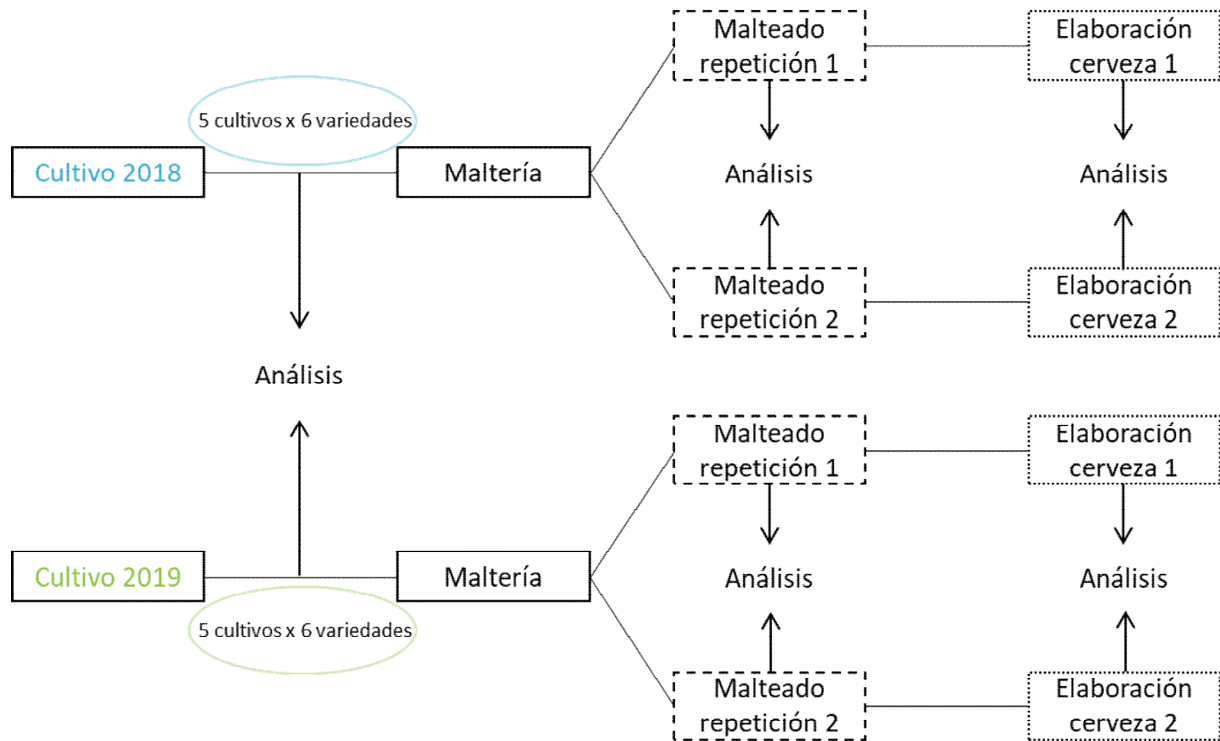 Malteado
repetición 1
Elaboración
cerveza 1
5 cultivos x 6 variedades
Cultivo 2018
Maltería
Análisis
Análisis
Malteado
repetición 2
Elaboración
cerveza 2
Análisis
Malteado
repetición 1
Elaboración
cerveza 1
Cultivo 2019
Maltería
Análisis
Análisis
5 cultivos x 6 variedades
Malteado
repetición 2
Elaboración
cerveza 2